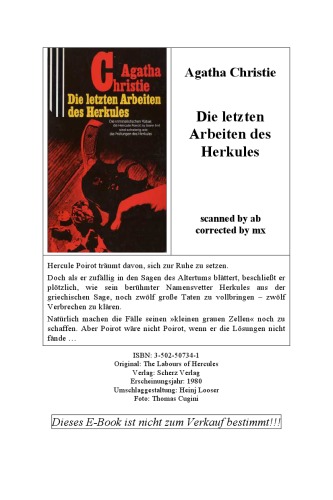 Agatha
Christie
Die letzten Arbeiten
des Herkules
Agatha Christie
Die letzten
Arbeiten des
Herkules
scanned by ab
corrected by mx
Hercule Poirot träumt davon, sich zur Ruhe zu setzen.
Doch als er zufällig in den Sagen des Altertums blättert, beschließt er
plötzlich, wie sein berühmter Namensvetter Herkules aus der
griechischen Sage, noch zwölf große Taten zu vollbringen – zwölf
Verbrechen zu klären.
Natürlich machen die Fälle seinen »kleinen grauen Zellen« noch zu
schaffen. Aber Poirot wäre nicht Poirot, wenn er die Lösungen nicht
fände …
ISBN: 3-502-50734-1
Original: The Labours of Hercules
Verlag: Scherz Verlag
Erscheinungsjahr: 1980
Umschlaggestaltung: Heinj Looser
Foto: Thomas Cugini
Dieses E-Book ist nicht zum Verkauf bestimmt!!!